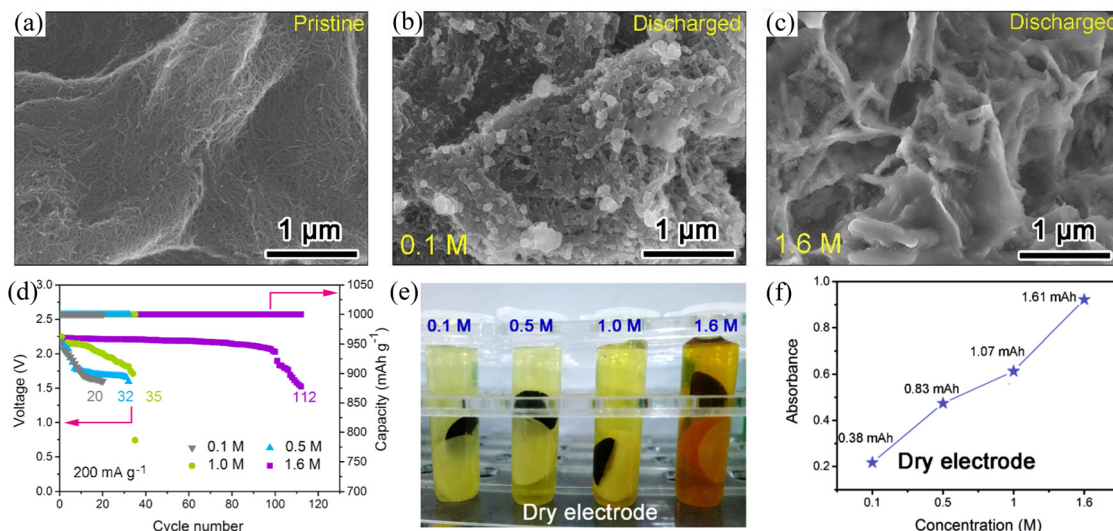 (a)
Pristine
1 μm
(b)
Discharged
0.1 M
1 μm
(c)
Discharged
1.6 M
1 μm
(d)
3.0
2.5
2.0
1.5
1.0
0.5
0.0
Voltage (V)
1050
1000
950
900
850
800
750
700
Capacity (mAh g⁻¹)
20
32
35
112
0.1 M
0.5 M
1.0 M
1.6 M
200 mA g⁻¹
0 20 40 60 80 100 120
Cycle number
(e)
0.1 M 0.5 M 1.0 M 1.6 M
Dry electrode
(f)
Absorbance
1.0
0.8
0.6
0.4
0.2
1.61 mAh
1.07 mAh
0.83 mAh
0.38 mAh
Dry electrode
0.1 0.5 1 1.6
Concentration (M)